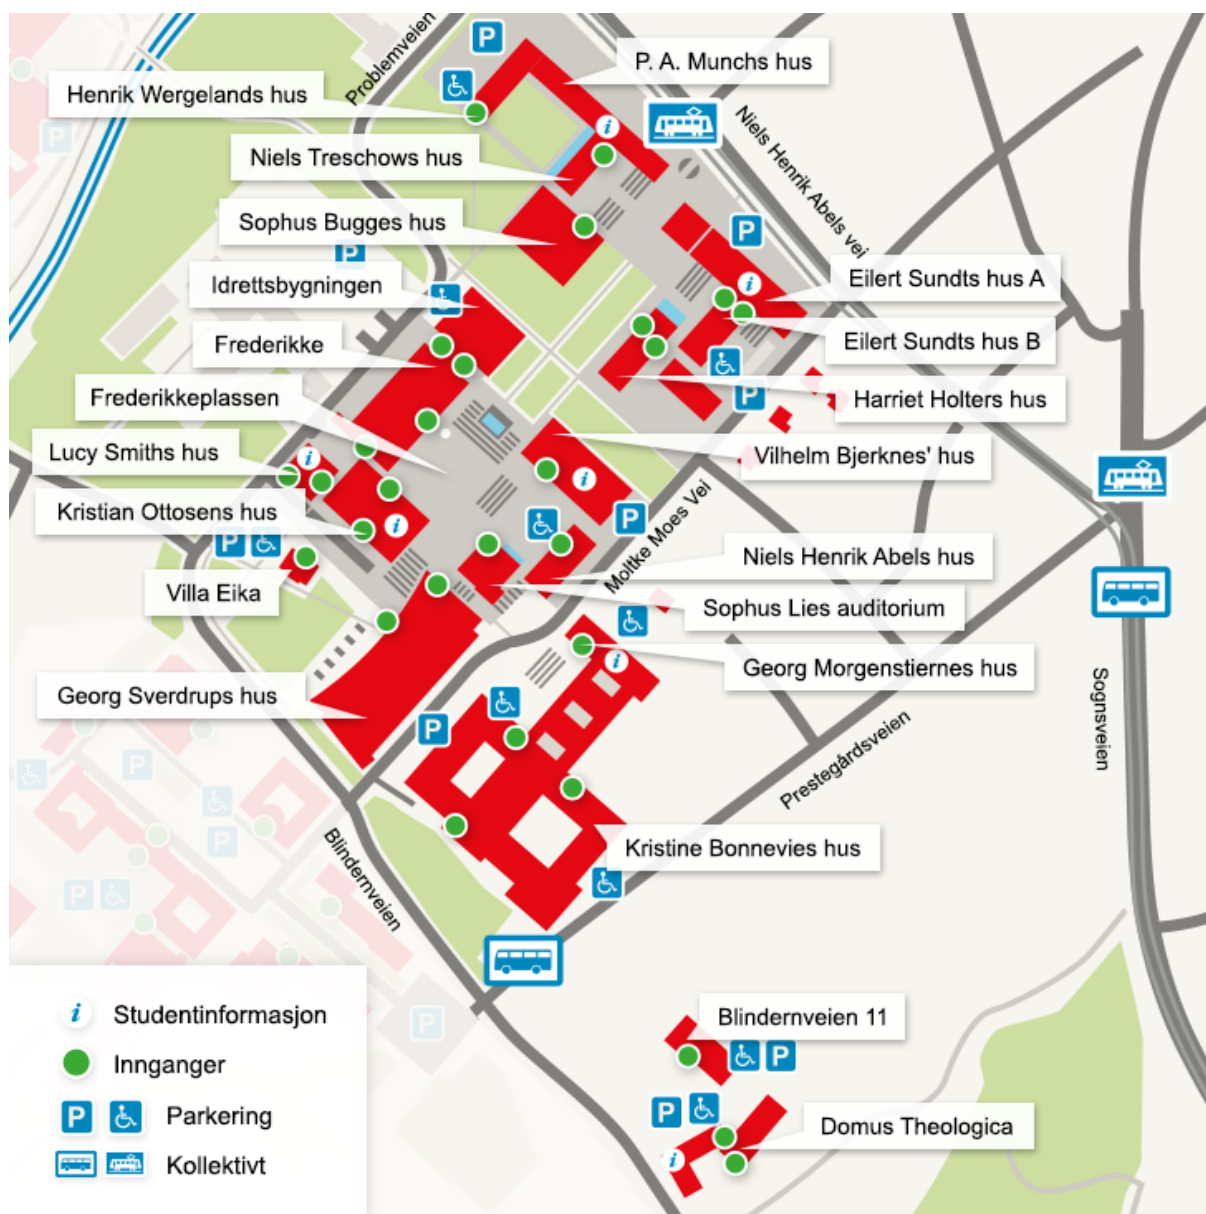 P
Problemveien
P. A. Munchs hus
Henrik Wergelands hus
i
Niels Henrik Abels vei
P
Niels Treschows hus
Sophus Bugges hus
P
P
Idrettsbygningen
i
Eilert Sundts hus A
Frederikke
Eilert Sundts hus B
P
Frederikkeplassen
Harriet Holters hus
Lucy Smiths hus
i
Vilhelm Bjerknes' hus
i
Kristian Ottosens hus
i
P
Moltke Moes Vei
P
Niels Henrik Abels hus
Villa Eika
Sophus Lies auditorium
i
Georg Morgenstiernes hus
Georg Sverdrups hus
Sognsveien
P
P
Prestegårdsveien
P
Blindernveien
Kristine Bonnevies hus
P
i Studentinformasjon
Blindernveien 11
P
Innganger
P
P Parkering
P
Domus Theologica
i
Kollektivt